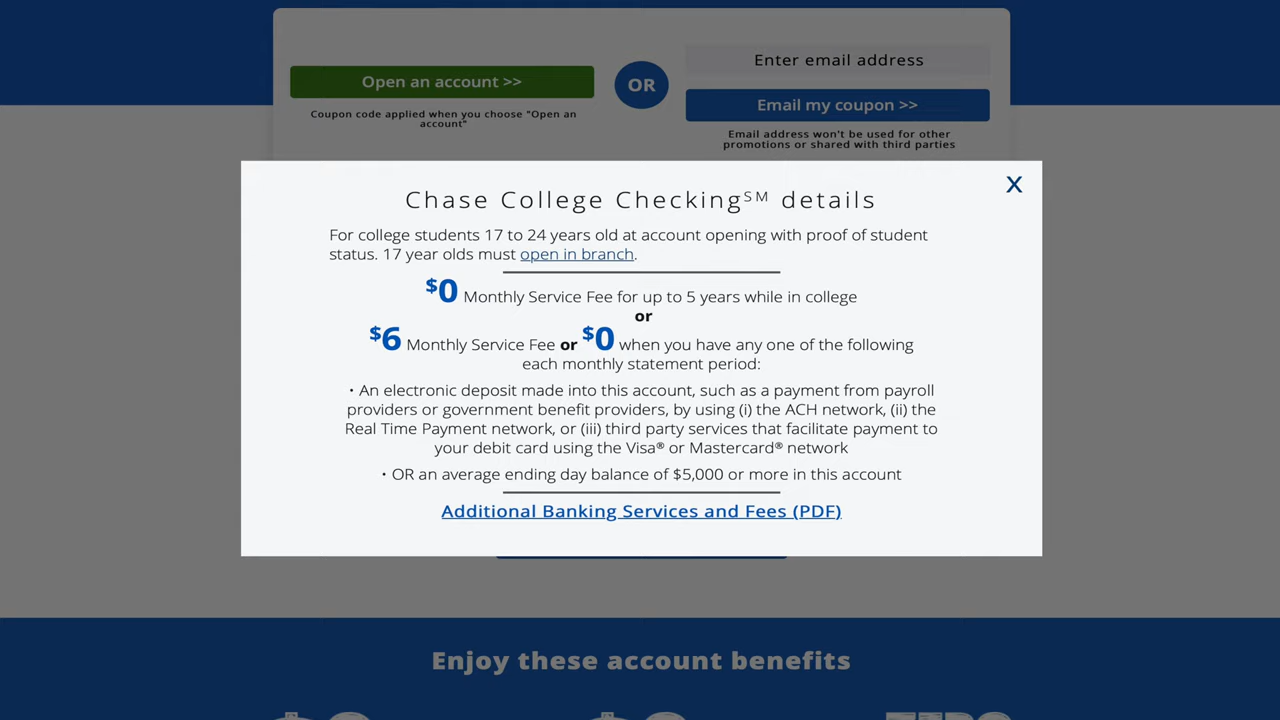 Open an account >>
Coupon code applied when you choose "Open an
account"
OR
Enter email address
Email my coupon >>
Email address won't be used for other
promotions or shared with third parties
X
Chase College Checking℠ details
For college students 17 to 24 years old at account opening with proof of student
status. 17 year olds must open in branch.
$0 Monthly Service Fee for up to 5 years while in college
or
$6 Monthly Service Fee or $0 when you have any one of the following
each monthly statement period:
• An electronic deposit made into this account, such as a payment from payroll
providers or government benefit providers, by using (i) the ACH network, (ii) the
Real Time Payment network, or (iii) third party services that facilitate payment to
your debit card using the Visa® or Mastercard® network
• OR an average ending day balance of $5,000 or more in this account
Additional Banking Services and Fees (PDF)
Enjoy these account benefits